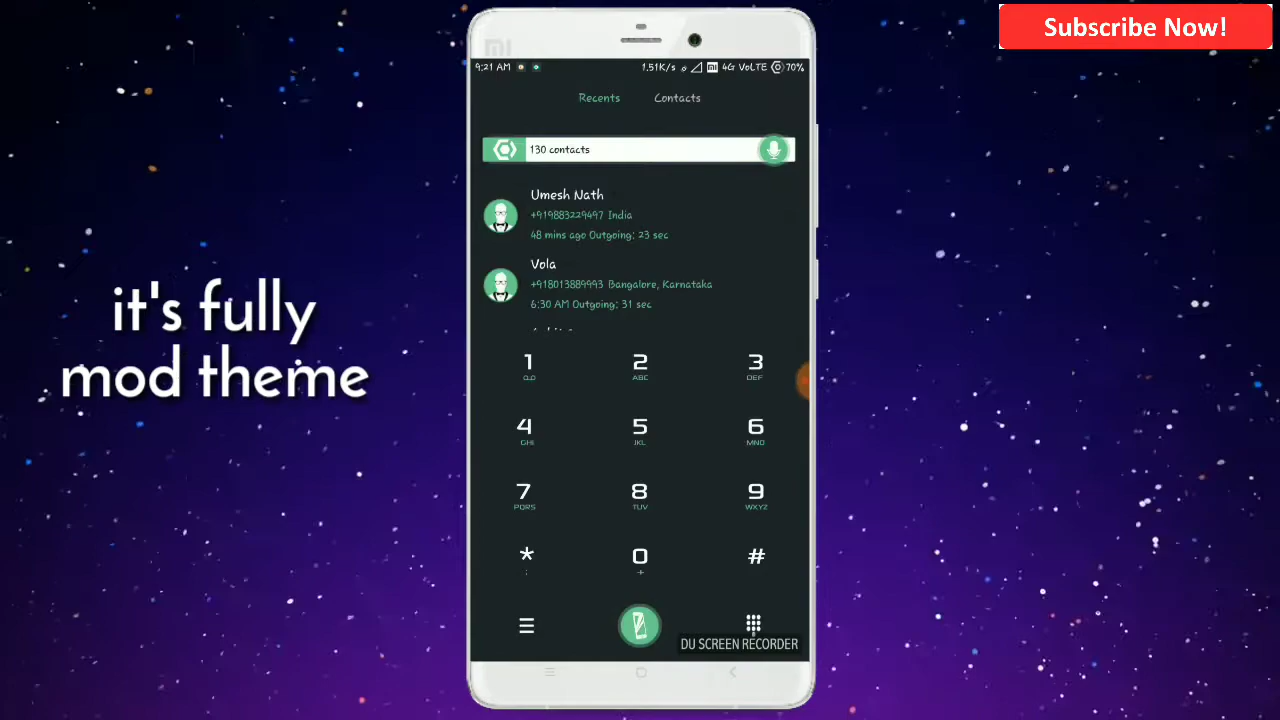 Subscribe Now!
mi
9:21 AM 1.51K/s 4G VoLTE 70%
Recents Contacts
130 contacts
Umesh Nath
+919883229497 India
48 mins ago Outgoing: 23 sec
Vola
+918013889993 Bangalore, Karnataka
6:30 AM Outgoing: 31 sec
it's fully
mod theme
1 2 3
ABC DEF
4 5 6
GHI JKL MNO
7 8 9
PQRS TUV WXYZ
* 0 #
+
DU SCREEN RECORDER